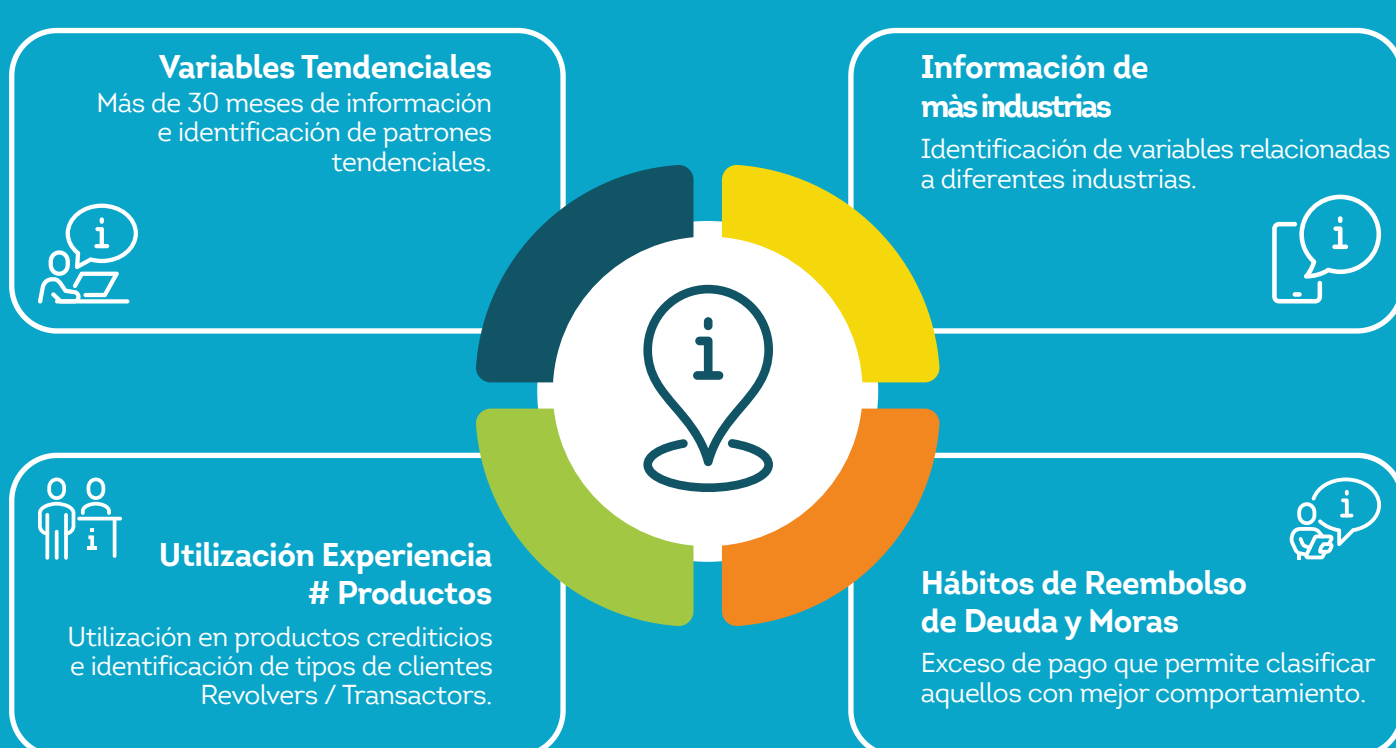 Variables Tendenciales
Más de 30 meses de información
e identificación de patrones
tendenciales.
i
Información de
màs industrias
Identificación de variables relacionadas
a diferentes industrias.
i
i
i
Utilización Experiencia
# Productos
Utilización en productos crediticios
e identificación de tipos de clientes
Revolvers / Transactors.
i
Hábitos de Reembolso
de Deuda y Moras
Exceso de pago que permite clasificar
aquellos con mejor comportamiento.